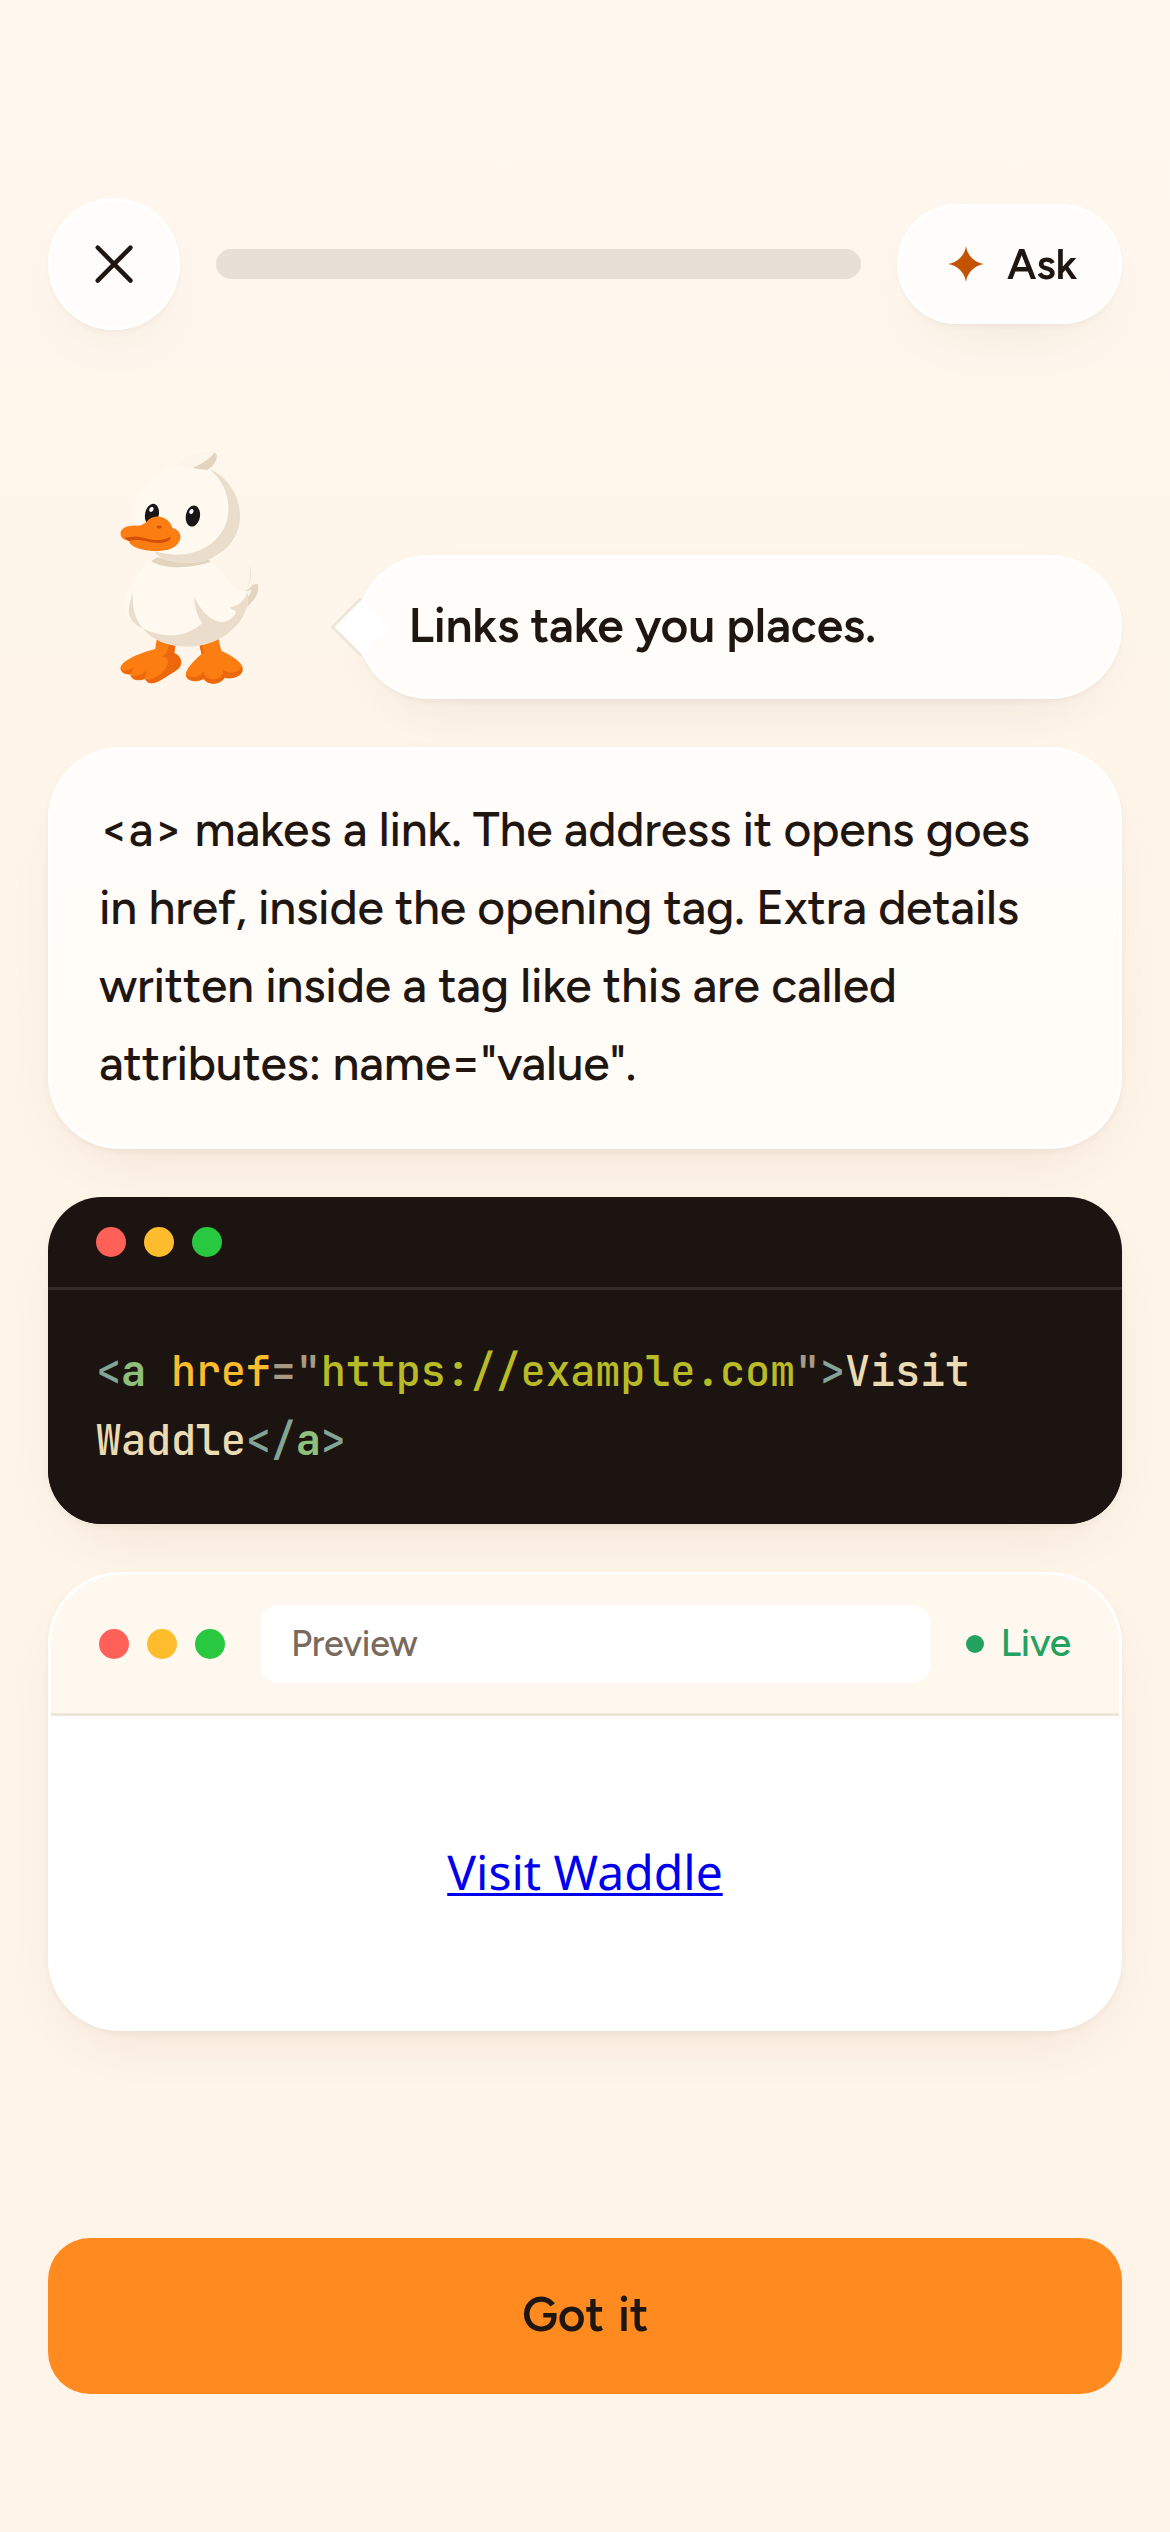 Ask
Links take you places.
<a> makes a link. The address it opens goes
in href, inside the opening tag. Extra details
written inside a tag like this are called
attributes: name="value".
<a href="https://example.com">Visit
Waddle</a>
Preview
Live
Visit Waddle
Got it